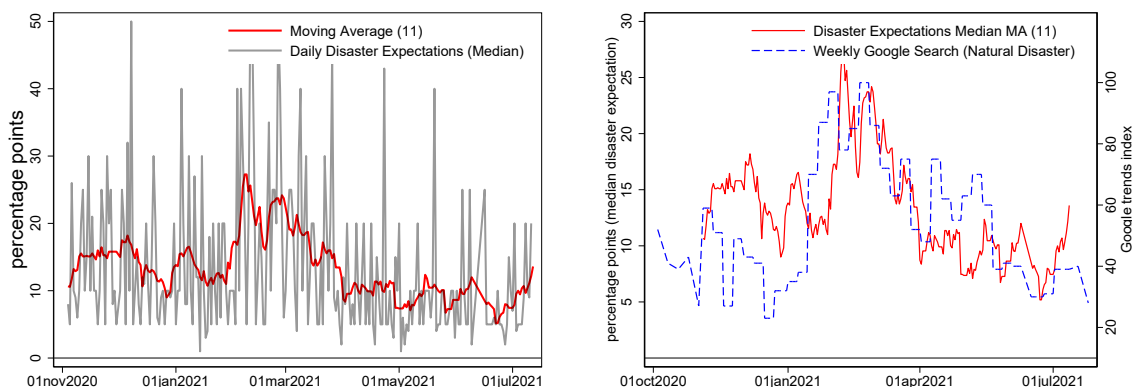 Moving Average (11)
Daily Disaster Expectations (Median)
percentage points
50
40
30
20
10
0
01nov2020 01jan2021 01mar2021 01may2021 01jul2021
Disaster Expectations Median MA (11)
Weekly Google Search (Natural Disaster)
percentage points (median disaster expectation)
30
25
20
15
10
5
Google trends index
100
80
60
40
20
01oct2020 01jan2021 01apr2021 01jul2021